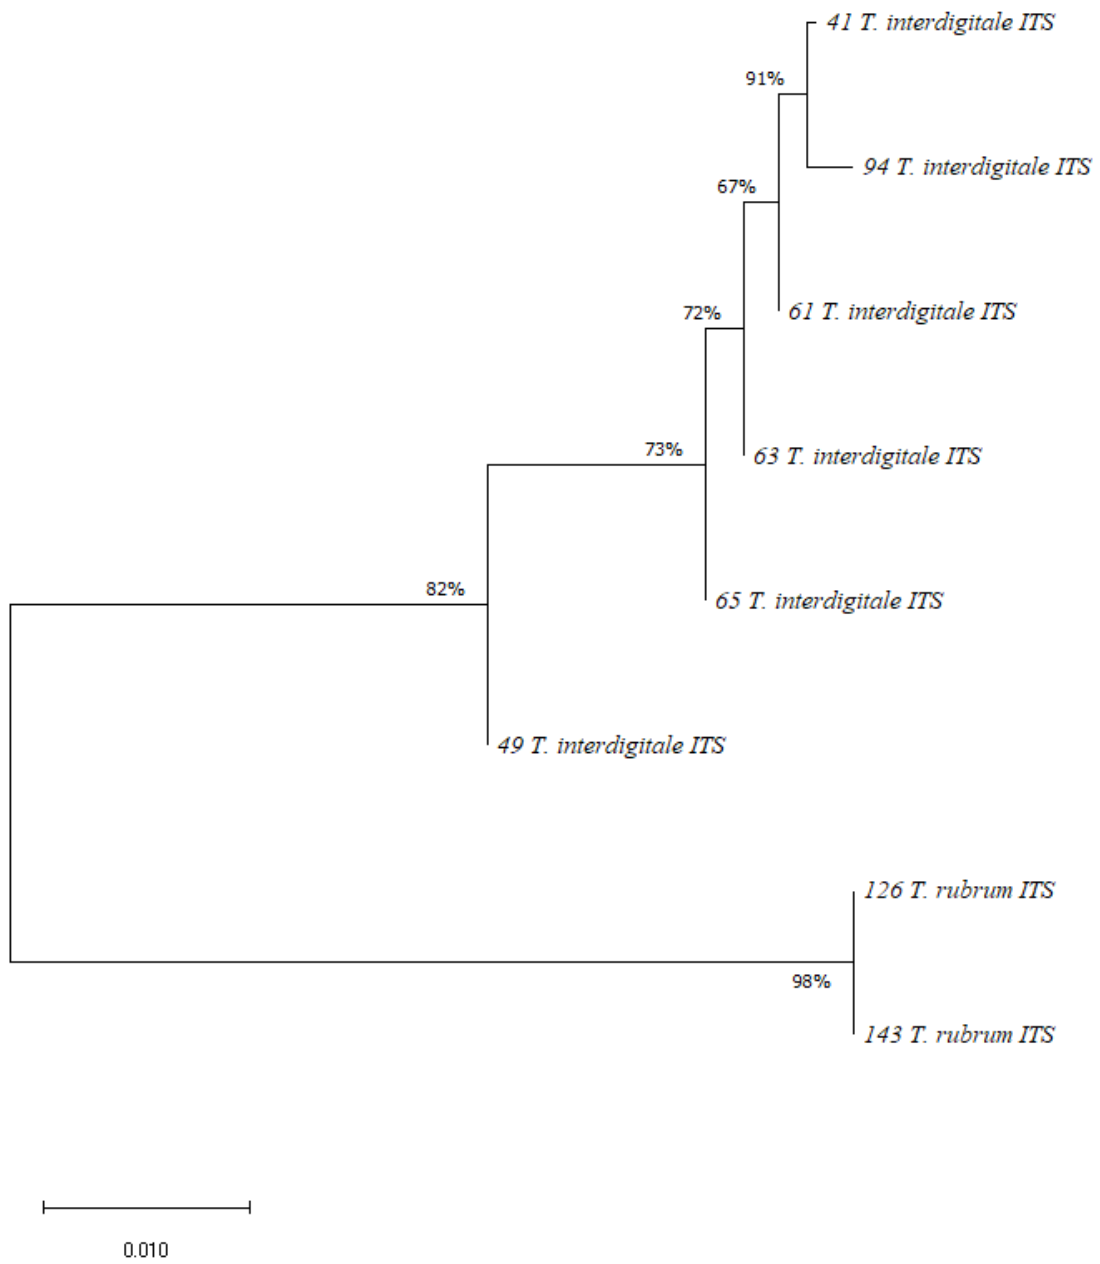 41 T. interdigitale ITS
91%
94 T. interdigitale ITS
67%
61 T. interdigitale ITS
72%
63 T. interdigitale ITS
73%
65 T. interdigitale ITS
82%
49 T. interdigitale ITS
126 T. rubrum ITS
98%
143 T. rubrum ITS
0.010